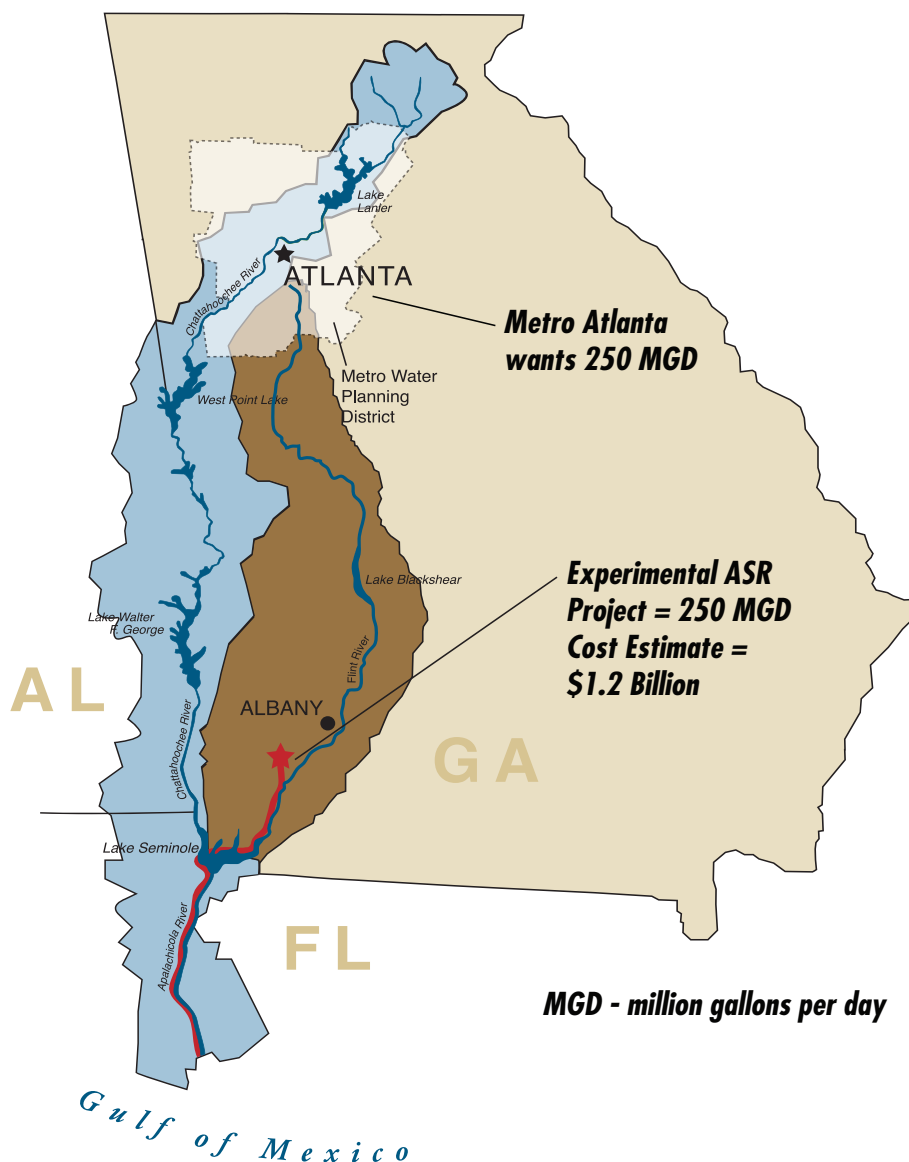 Lake
Lanier
ATLANTA
Chattahoochee River
Metro Atlanta
wants 250 MGD
Metro Water
Planning
District
West Point Lake
Experimental ASR
Project = 250 MGD
Cost Estimate =
$1.2 Billion
Lake Blackshear
Lake Walter
F. George
Flint River
AL
ALBANY
GA
Chattahoochee River
Lake Seminole
Apalachicola River
FL
MGD - million gallons per day
Gulf of Mexico